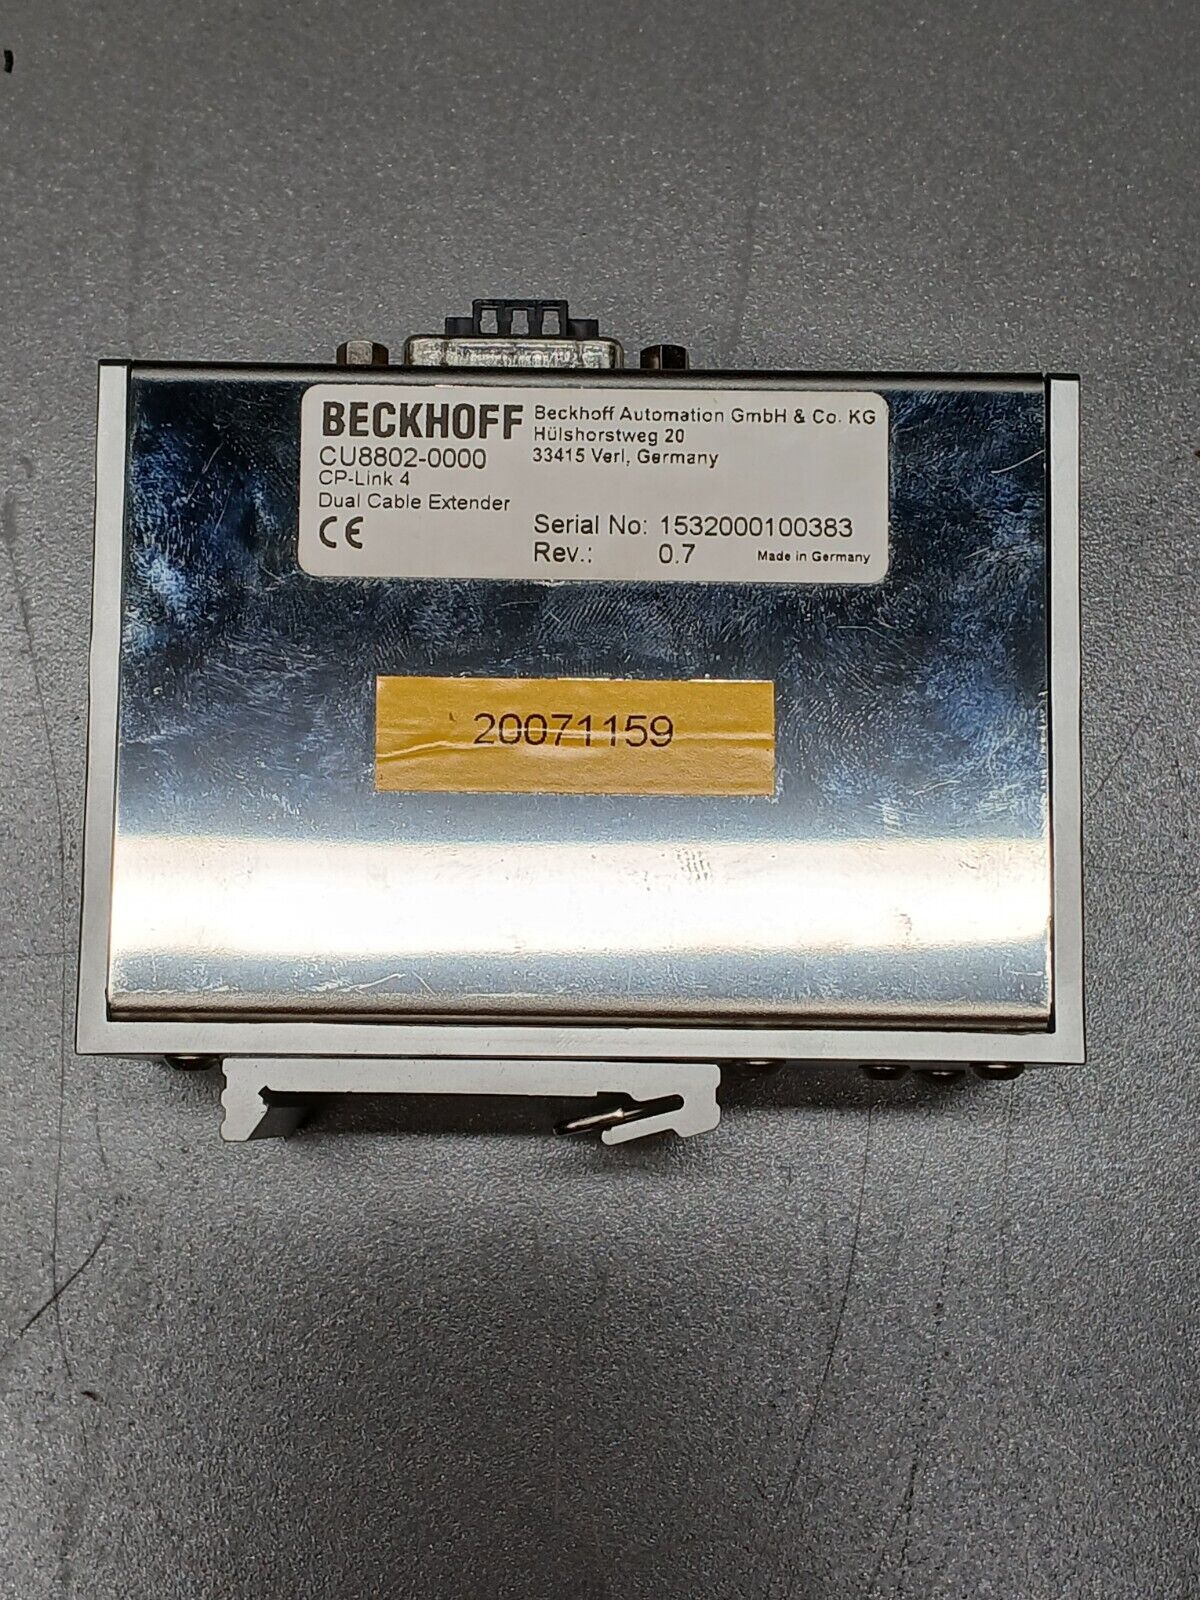 BECKHOFF
CU8802-0000
CP-Link 4
Dual Cable Extender
CE
Beckhoff Automation GmbH & Co. KG
Hülshorstweg 20
33415 Verl, Germany
Serial No: 1532000100383
Rev.: 0.7 Made in Germany
20071159